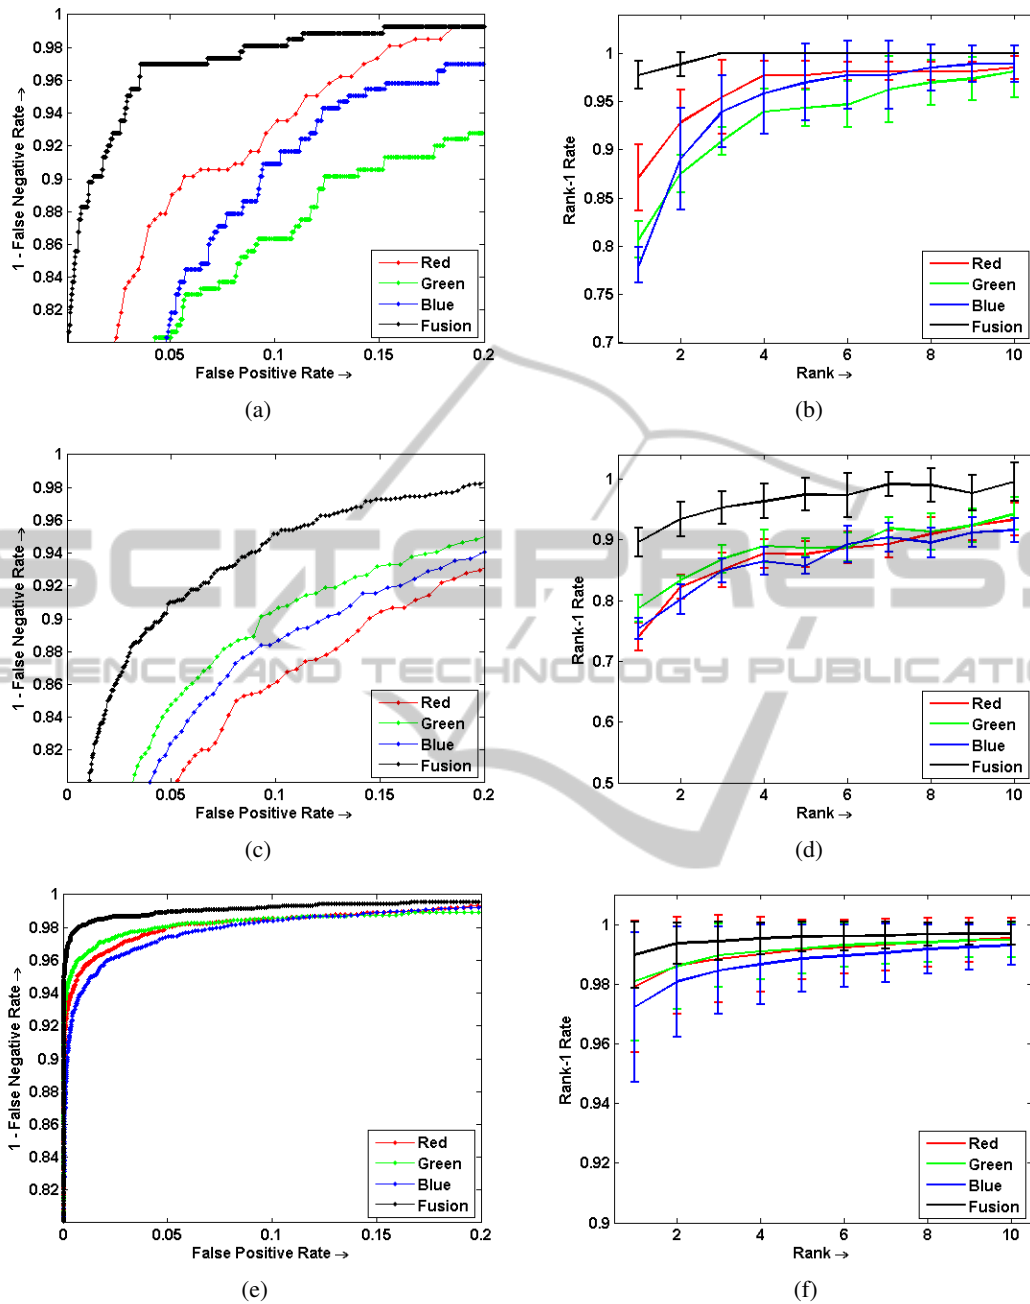 0.98
0.96
0.94
0.92
0.9
0.88
0.86
0.84
0.82
1 - False Negative Rate →
0 0.05 0.1 0.15 0.2
False Positive Rate →
Red
Green
Blue
Fusion
(a)
1
0.95
0.9
0.85
0.8
0.75
0.7
Rank-1 Rate
2 4 6 8 10
Rank →
Red
Green
Blue
Fusion
(b)
0.98
0.96
0.94
0.92
0.9
0.88
0.86
0.84
0.82
1 - False Negative Rate →
0 0.05 0.1 0.15 0.2
False Positive Rate →
Red
Green
Blue
Fusion
(c)
1
0.9
0.8
0.7
0.6
0.5
Rank-1 Rate
2 4 6 8 10
Rank →
Red
Green
Blue
Fusion
(d)
SCITEPRESS
SCIENCE AND TECHNOLOGY PUBLICATIO
1
0.98
0.96
0.94
0.92
0.9
0.88
0.86
0.84
0.82
1 - False Negative Rate →
0 0.05 0.1 0.15 0.2
False Positive Rate →
Red
Green
Blue
Fusion
(e)
1
0.98
0.96
0.94
0.92
0.9
Rank-1 Rate
2 4 6 8 10
Rank →
Red
Green
Blue
Fusion
(f)